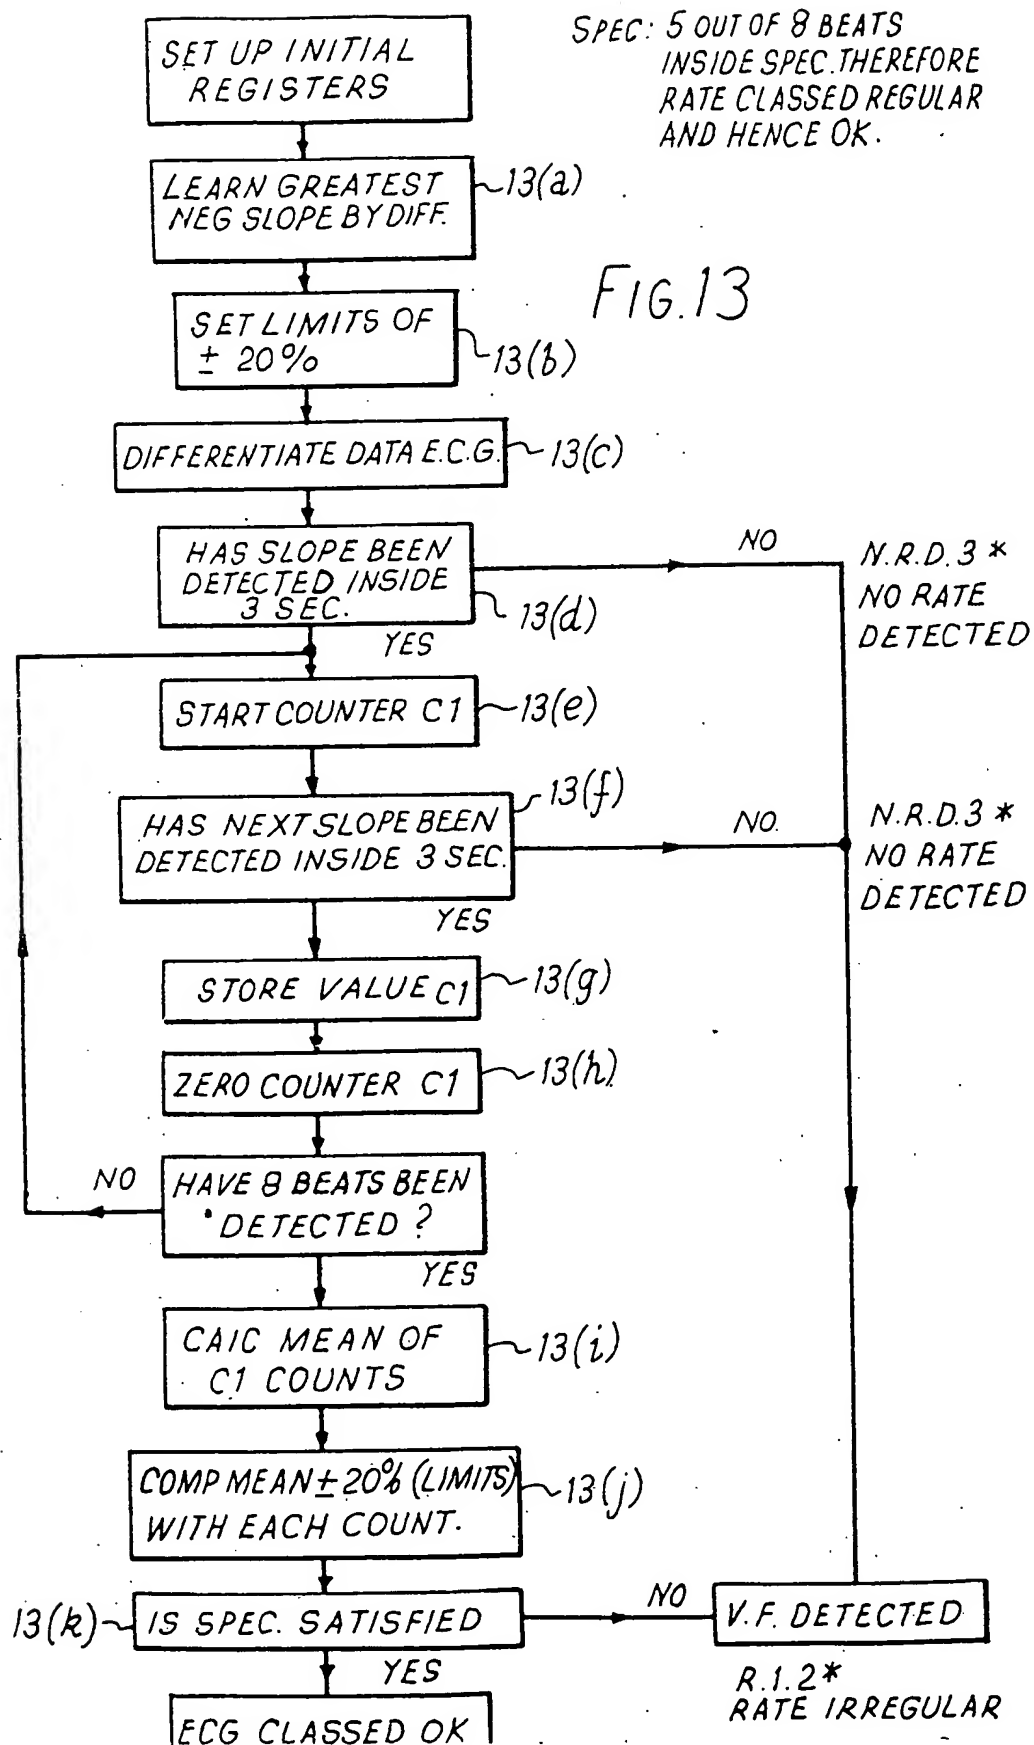 SPEC: 5 OUT OF 8 BEATS
INSIDE SPEC. THEREFORE
RATE CLASSED REGULAR
AND HENCE OK.
SET UP INITIAL
REGISTERS
LEARN GREATEST
NEG SLOPE BY DIFF.
13(a)
FIG. 13
SET LIMITS OF
± 20%
13(b)
DIFFERENTIATE DATA E.C.G.
13(c)
HAS SLOPE BEEN
DETECTED INSIDE
3 SEC.
13(d)
NO
N.R.D.3 *
NO RATE
DETECTED
YES
START COUNTER C1
13(e)
HAS NEXT SLOPE BEEN
DETECTED INSIDE 3 SEC.
13(f)
NO.
N.R.D.3 *
NO RATE
DETECTED
YES
STORE VALUE C1
13(g)
ZERO COUNTER C1
13(h)
HAVE 8 BEATS BEEN
DETECTED ?
NO
YES
CAIC MEAN OF
C1 COUNTS
13(i)
COMP MEAN ± 20% (LIMITS)
WITH EACH COUNT.
13(j)
13(k)
IS SPEC. SATISFIED
NO
V.F. DETECTED
R.1.2*
RATE IRREGULAR
YES
ECG CLASSED OK